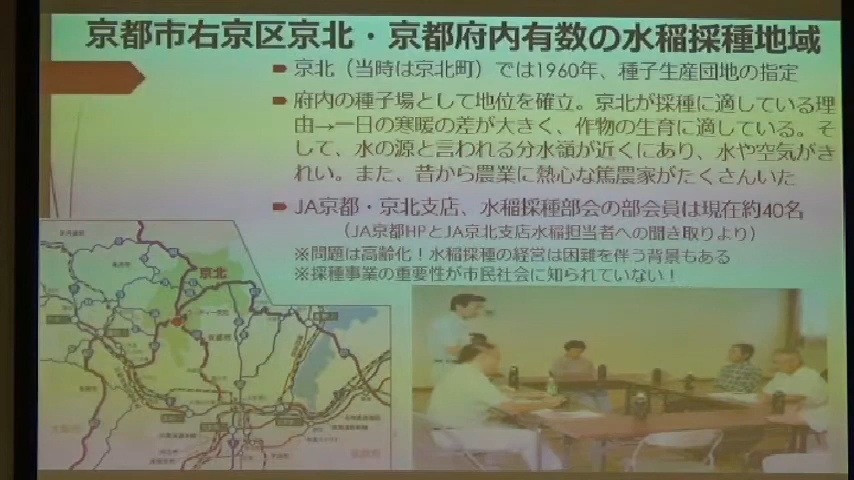 京都市右京区京北・京都府内有数の水稲採種地域
京北（当時は京北町）では1960年、種子生産団地の指定
府内の種子場として地位を確立。京北が採種に適している理
由→一日の寒暖の差が大きく、作物の生育に適している。そ
して、水の源と言われる分水嶺が近くにあり、水や空気がき
れい。また、昔から農業に熱心な篤農家がたくさんいた
JA京都・京北支店、水稲採種部会の部会員は現在約40名
（JA京都HPとJA京北支店水稲担当者への聞き取りより）
※問題は高齢化！水稲採種の経営は困難を伴う背景もある
※採種事業の重要性が市民社会に知られていない！
京北